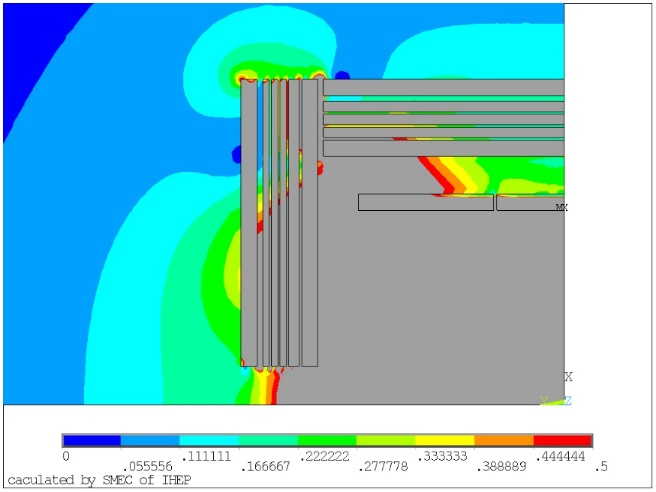 MX
X
Y Z
0 .111111 .222222 .333333 .444444
.055556 .166667 .277778 .388889 .5
caculated by SMEC of IHEP